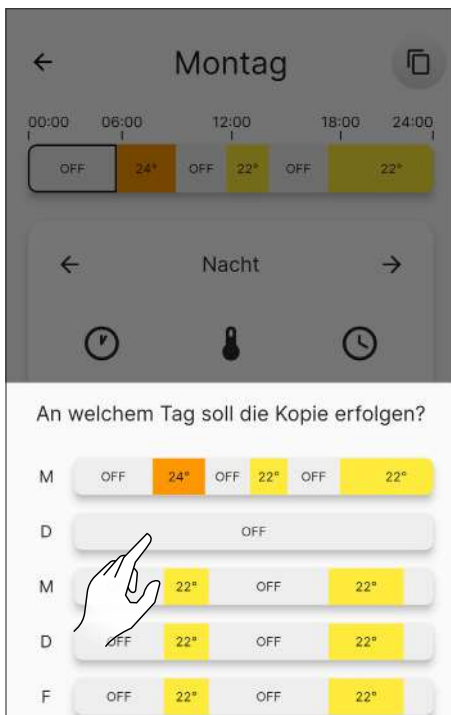 Montag
00:00 06:00 12:00 18:00 24:00
OFF 24° OFF 22° OFF 22°
Nacht
An welchem Tag soll die Kopie erfolgen?
M OFF 24° OFF 22° OFF 22°
D OFF
M 22° OFF 22°
D OFF 22° OFF 22°
F OFF 22° OFF 22°